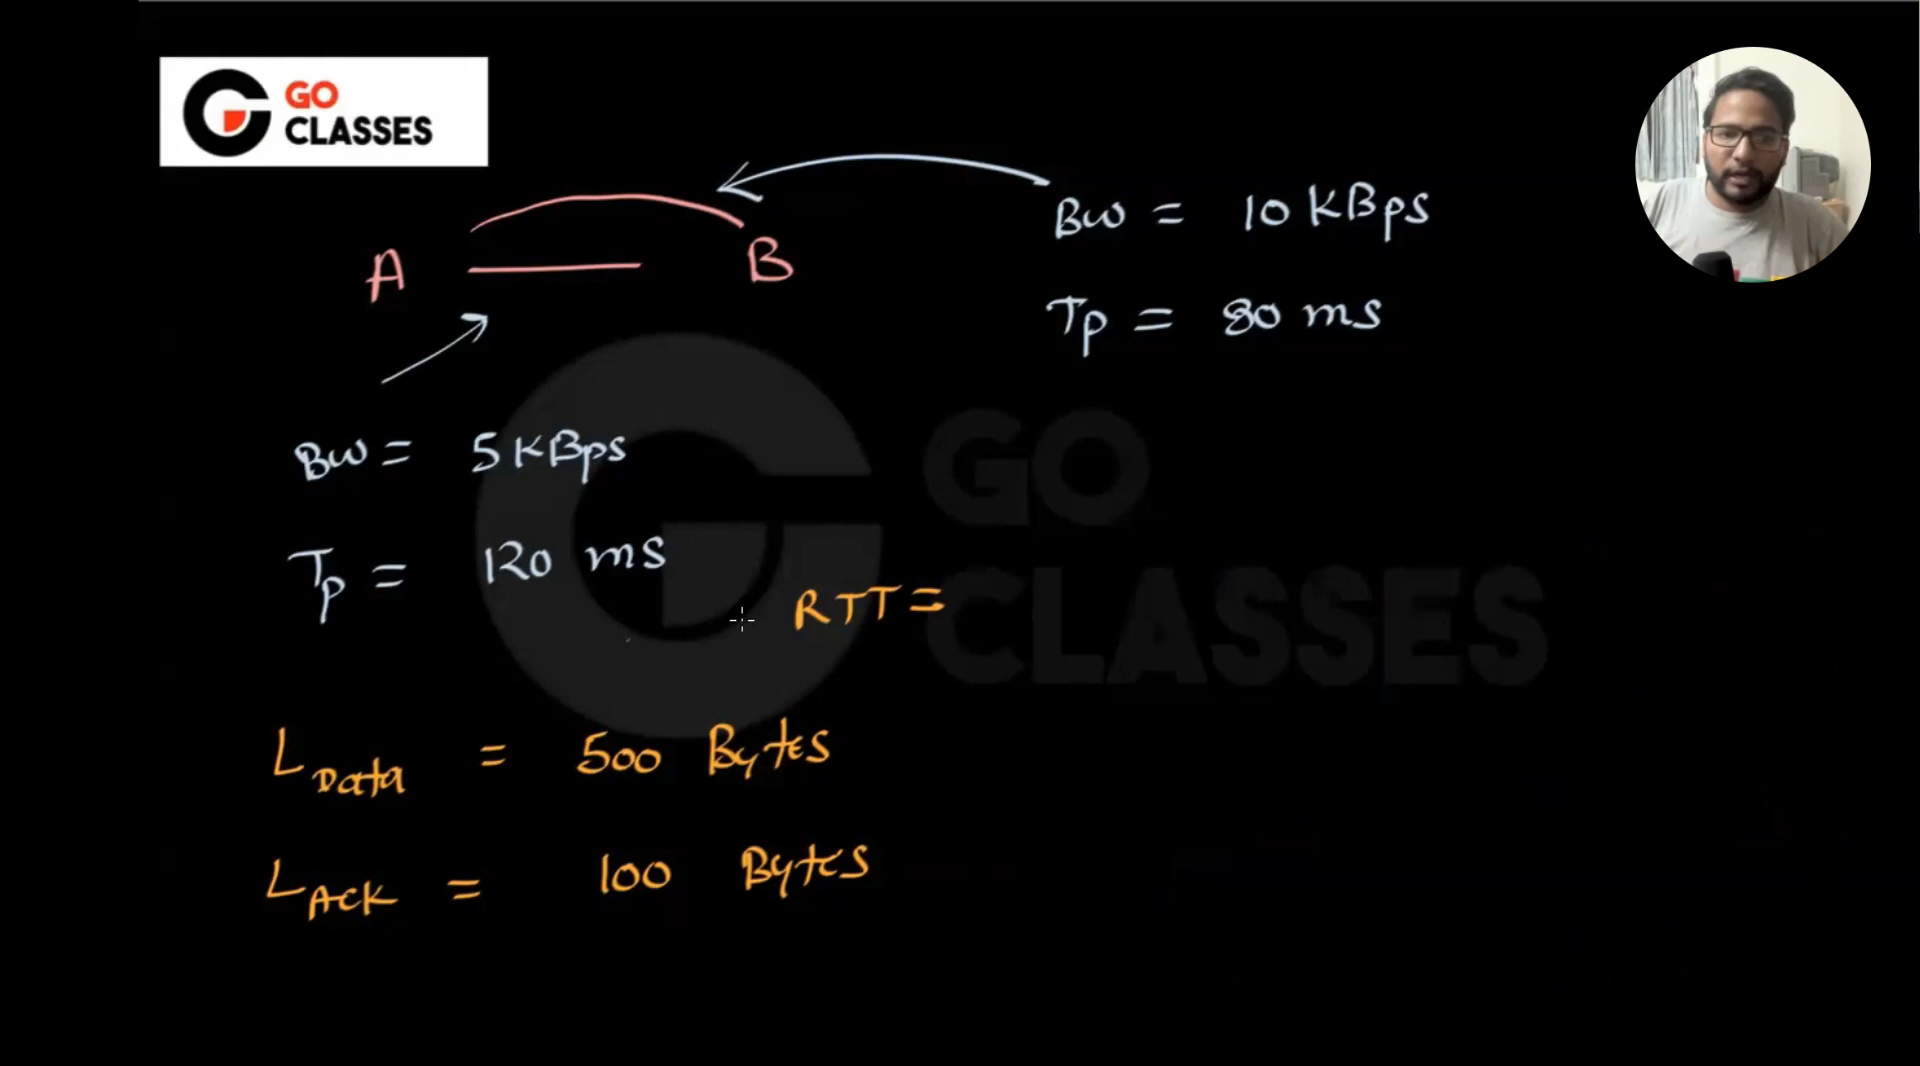 GO
CLASSES
A
B
BW = 10 KBps
Tp = 80 ms
BW = 5 KBps
Tp = 120 ms
RTT =
GO
CLASSES
L Data = 500 Bytes
L ACK = 100 Bytes